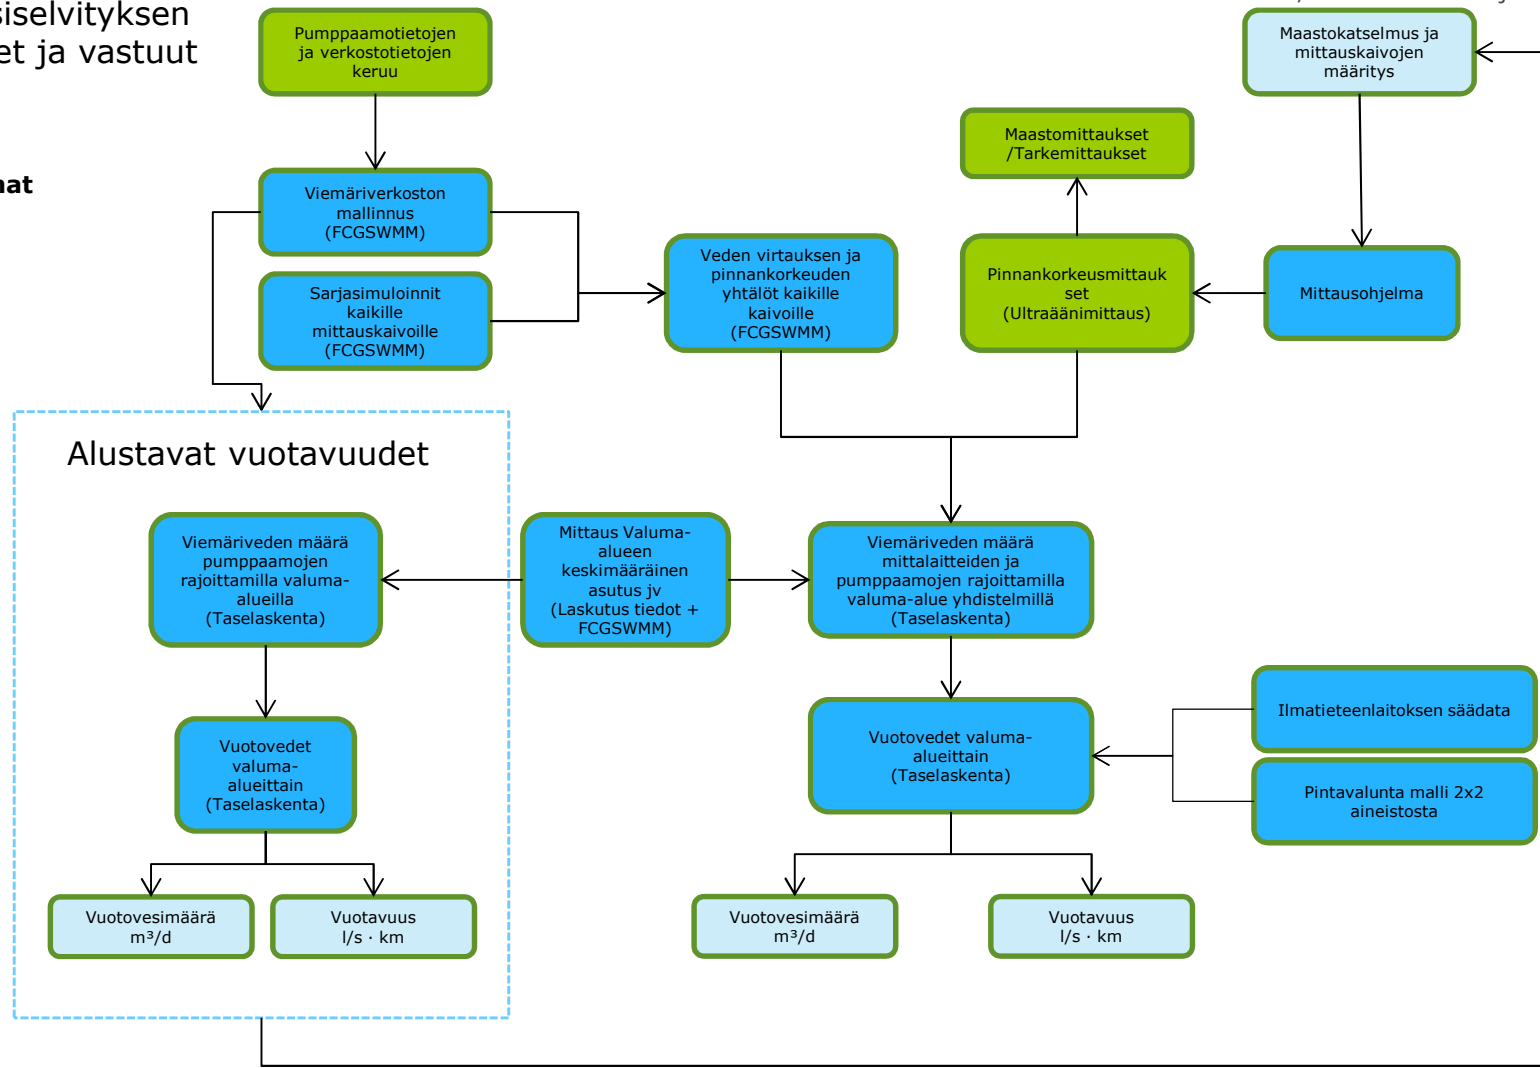 siselvityksen
et ja vastuut
nat
Pumppaamotietojen
ja verkostotietojen
keruu
Maastokatselmus ja
mittauskaivojen
määritys
Maastomittaukset
/Tarkemittaukset
Viemäriverkoston
mallinnus
(FCGSWMM)
Sarjasimuloinnit
kaikille
mittauskaivoille
(FCGSWMM)
Veden virtauksen ja
pinnankorkeuden
yhtälöt kaikille
kaivoille
(FCGSWMM)
Pinnankorkeusmittauk
set
(Ultraäänimittaus)
Mittausohjelma
Alustavat vuotavuudet
Viemäriveden määrä
pumppaamojen
rajoittamilla valuma-
alueilla
(Taselaskenta)
Mittaus Valuma-
alueen
keskimääräinen
asutus jv
(Laskutus tiedot +
FCGSWMM)
Viemäriveden määrä
mittalaitteiden ja
pumppaamojen rajoittamilla
valuma-alue yhdistelmillä
(Taselaskenta)
Vuotovedet
valuma-
alueittain
(Taselaskenta)
Vuotovedet valuma-
alueittain
(Taselaskenta)
Ilmatieteenlaitoksen säädata
Pintavalunta malli 2x2
aineistosta
Vuotovesimäärä
m³/d
Vuotavuus
l/s · km
Vuotovesimäärä
m³/d
Vuotavuus
l/s · km